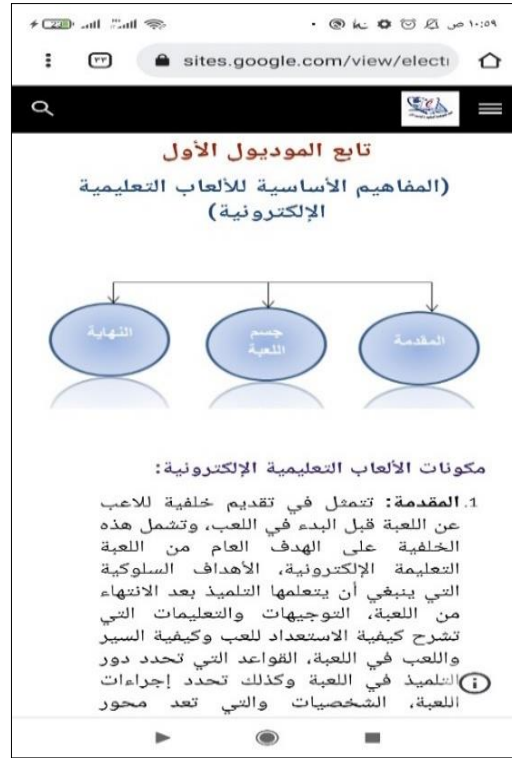 ١٠:٥٩ ص
٢٣
sites.google.com/view/electr
تابع الموديول الأول
(المفاهيم الأساسية للألعاب التعليمية
الإلكترونية)
المقدمة
جسم
اللعبة
النهاية
مكونات الألعاب التعليمية الإلكترونية:
1. المقدمة: تتمثل في تقديم خلفية للاعب
عن اللعبة قبل البدء في اللعب، وتشمل هذه
الخلفية على الهدف العام من اللعبة
التعليمة الإلكترونية، الأهداف السلوكية
التي ينبغي أن يتعلمها التلميذ بعد الانتهاء
من اللعبة، التوجيهات والتعليمات التي
تشرح كيفية الاستعداد للعب وكيفية السير
واللعب في اللعبة، القواعد التي تحدد دور
التلميذ في اللعبة وكذلك تحدد إجراءات
اللعبة، الشخصيات والتي تعد محور